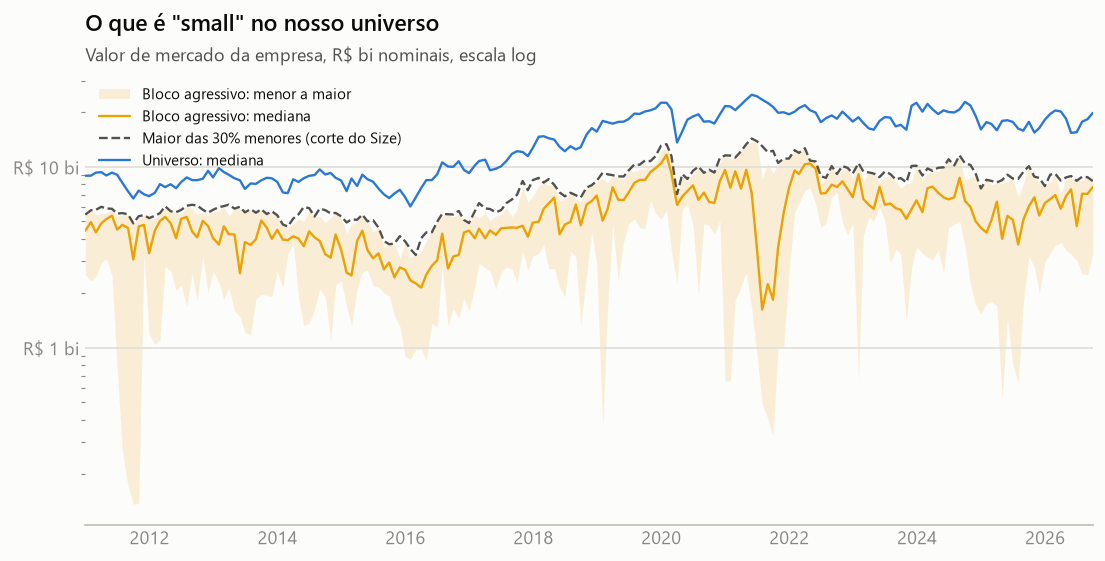 O que é "small" no nosso universo
Valor de mercado da empresa, R$ bi nominais, escala log
Bloco agressivo: menor a maior
Bloco agressivo: mediana
Maior das 30% menores (corte do Size)
Universo: mediana
R$ 10 bi
R$ 1 bi
2012 2014 2016 2018 2020 2022 2024 2026